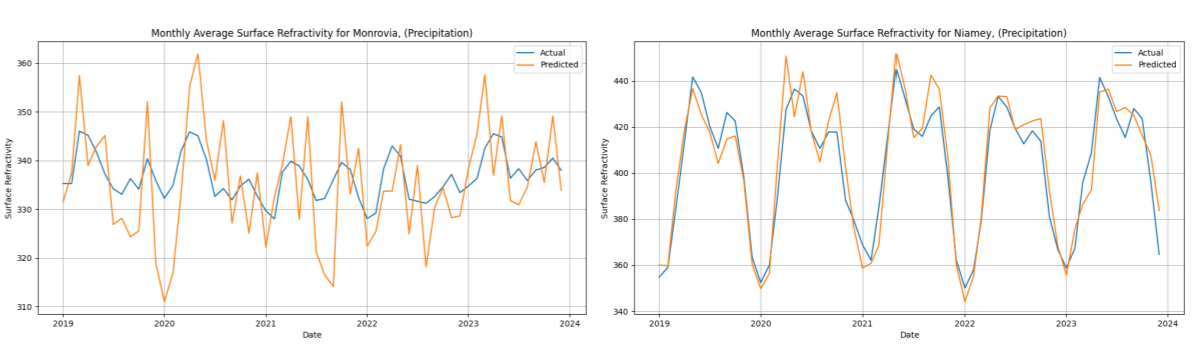 Monthly Average Surface Refractivity for Monrovia, (Precipitation)
Actual
Predicted
360
350
340
330
320
310
Surface Refractivity
2019
2020
2021
2022
2023
2024
Date
Monthly Average Surface Refractivity for Niamey, (Precipitation)
Actual
Predicted
440
420
400
380
360
340
Surface Refractivity
2019
2020
2021
2022
2023
2024
Date